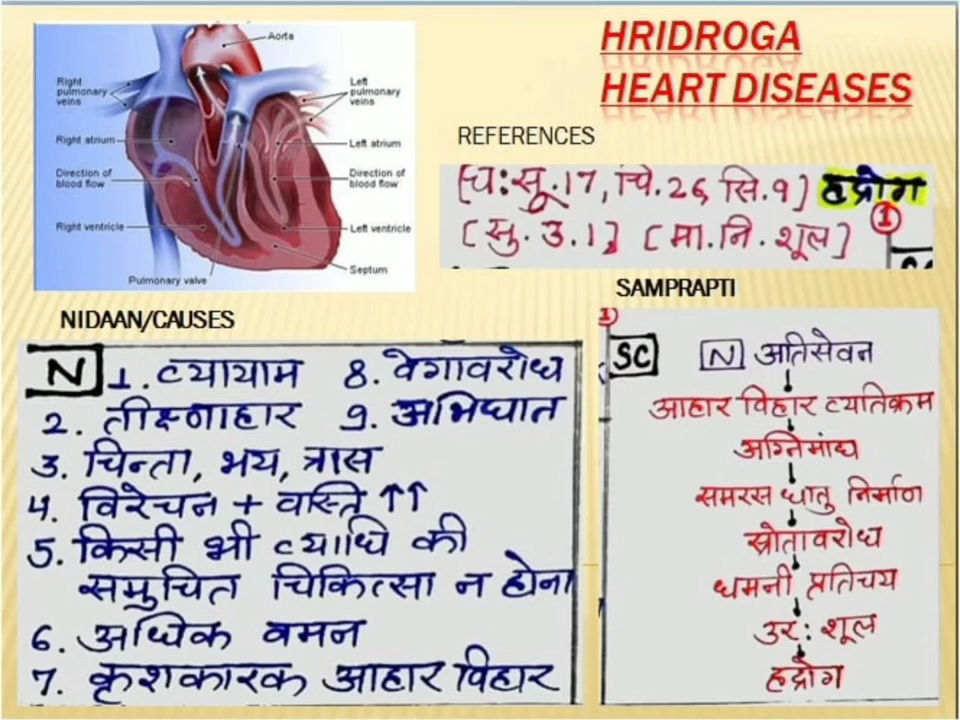 HRIDROGA
HEART DISEASES
Aorta
Right pulmonary veins
Left pulmonary veins
Right atrium
Left atrium
Direction of blood flow
Direction of blood flow
Right ventricle
Left ventricle
Septum
Pulmonary valve
REFERENCES
[च:सू.17, चि.26, सि.9] हृद्रोग
[सु. उ.1], [मा.नि.शूल] 1
NIDAAN/CAUSES
N 1. व्यायाम 8. वेगावरोध
2. तीक्ष्णाहार 9. अभिघात
3. चिन्ता, भय, त्रास
4. विरेचन + वस्ति ↑↑
5. किसी भी व्याधि की
समुचित चिकित्सा न होना
6. अधिक वमन
7. कृशकारक आहार विहार
SAMPRAPTI
1)
SC N अतिसेवन
आहार विहार व्यतिक्रम
अग्निमांद्य
समरस धातु निर्माण
स्रोतावरोध
धमनी प्रतिचय
उर: शूल
हृद्रोग